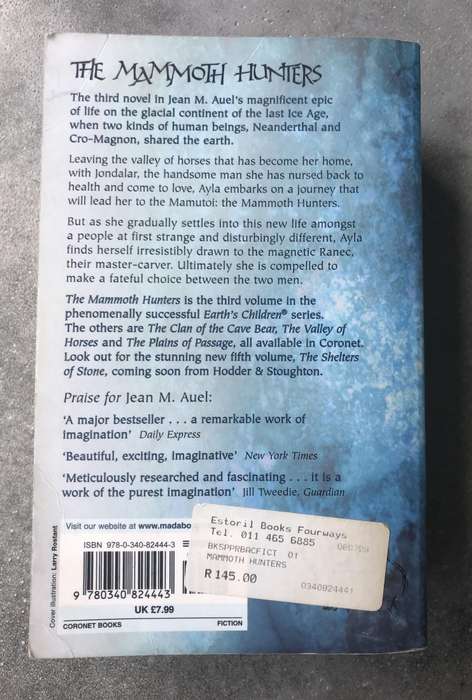 THE MAMMOTH HUNTERS
The third novel in Jean M. Auel's magnificent epic
of life on the glacial continent of the last Ice Age,
when two kinds of human beings, Neanderthal and
Cro-Magnon, shared the earth.
Leaving the valley of horses that has become her home,
with Jondalar, the handsome man she has nursed back to
health and come to love, Ayla embarks on a journey that
will lead her to the Mamutoi: the Mammoth Hunters.
But as she gradually settles into this new life amongst
a people at first strange and disturbingly different, Ayla
finds herself irresistibly drawn to the magnetic Ranec,
their master-carver. Ultimately she is compelled to
make a fateful choice between the two men.
The Mammoth Hunters is the third volume in the
phenomenally successful Earth's Children® series.
The others are The Clan of the Cave Bear, The Valley of
Horses and The Plains of Passage, all available in Coronet.
Look out for the stunning new fifth volume, The Shelters
of Stone, coming soon from Hodder & Stoughton.
Praise for Jean M. Auel:
'A major bestseller . . . a remarkable work of
imagination' Daily Express
'Beautiful, exciting, imaginative' New York Times
'Meticulously researched and fascinating . . . it is a
work of the purest imagination' Jill Tweedie, Guardian
Visit our website at www.madabo
ISBN 978-0-340-82444-3
9 780340 824443
UK £7.99
CORONET BOOKS
FICTION
Cover illustration: Larry Rostant
Estoril Books Fourways
Tel. 011 465 6885
BKSPPRBACFICT 01
MAMMOTH HUNTERS
R 145.00
0340824441